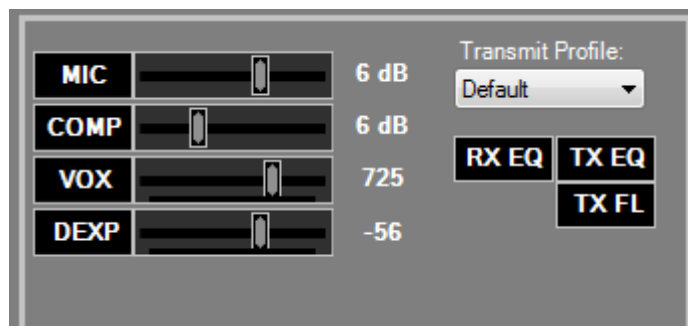 MIC 6 dB
COMP 6 dB
VOX 725
DEXP -56
Transmit Profile:
Default
RX EQ TX EQ
TX FL